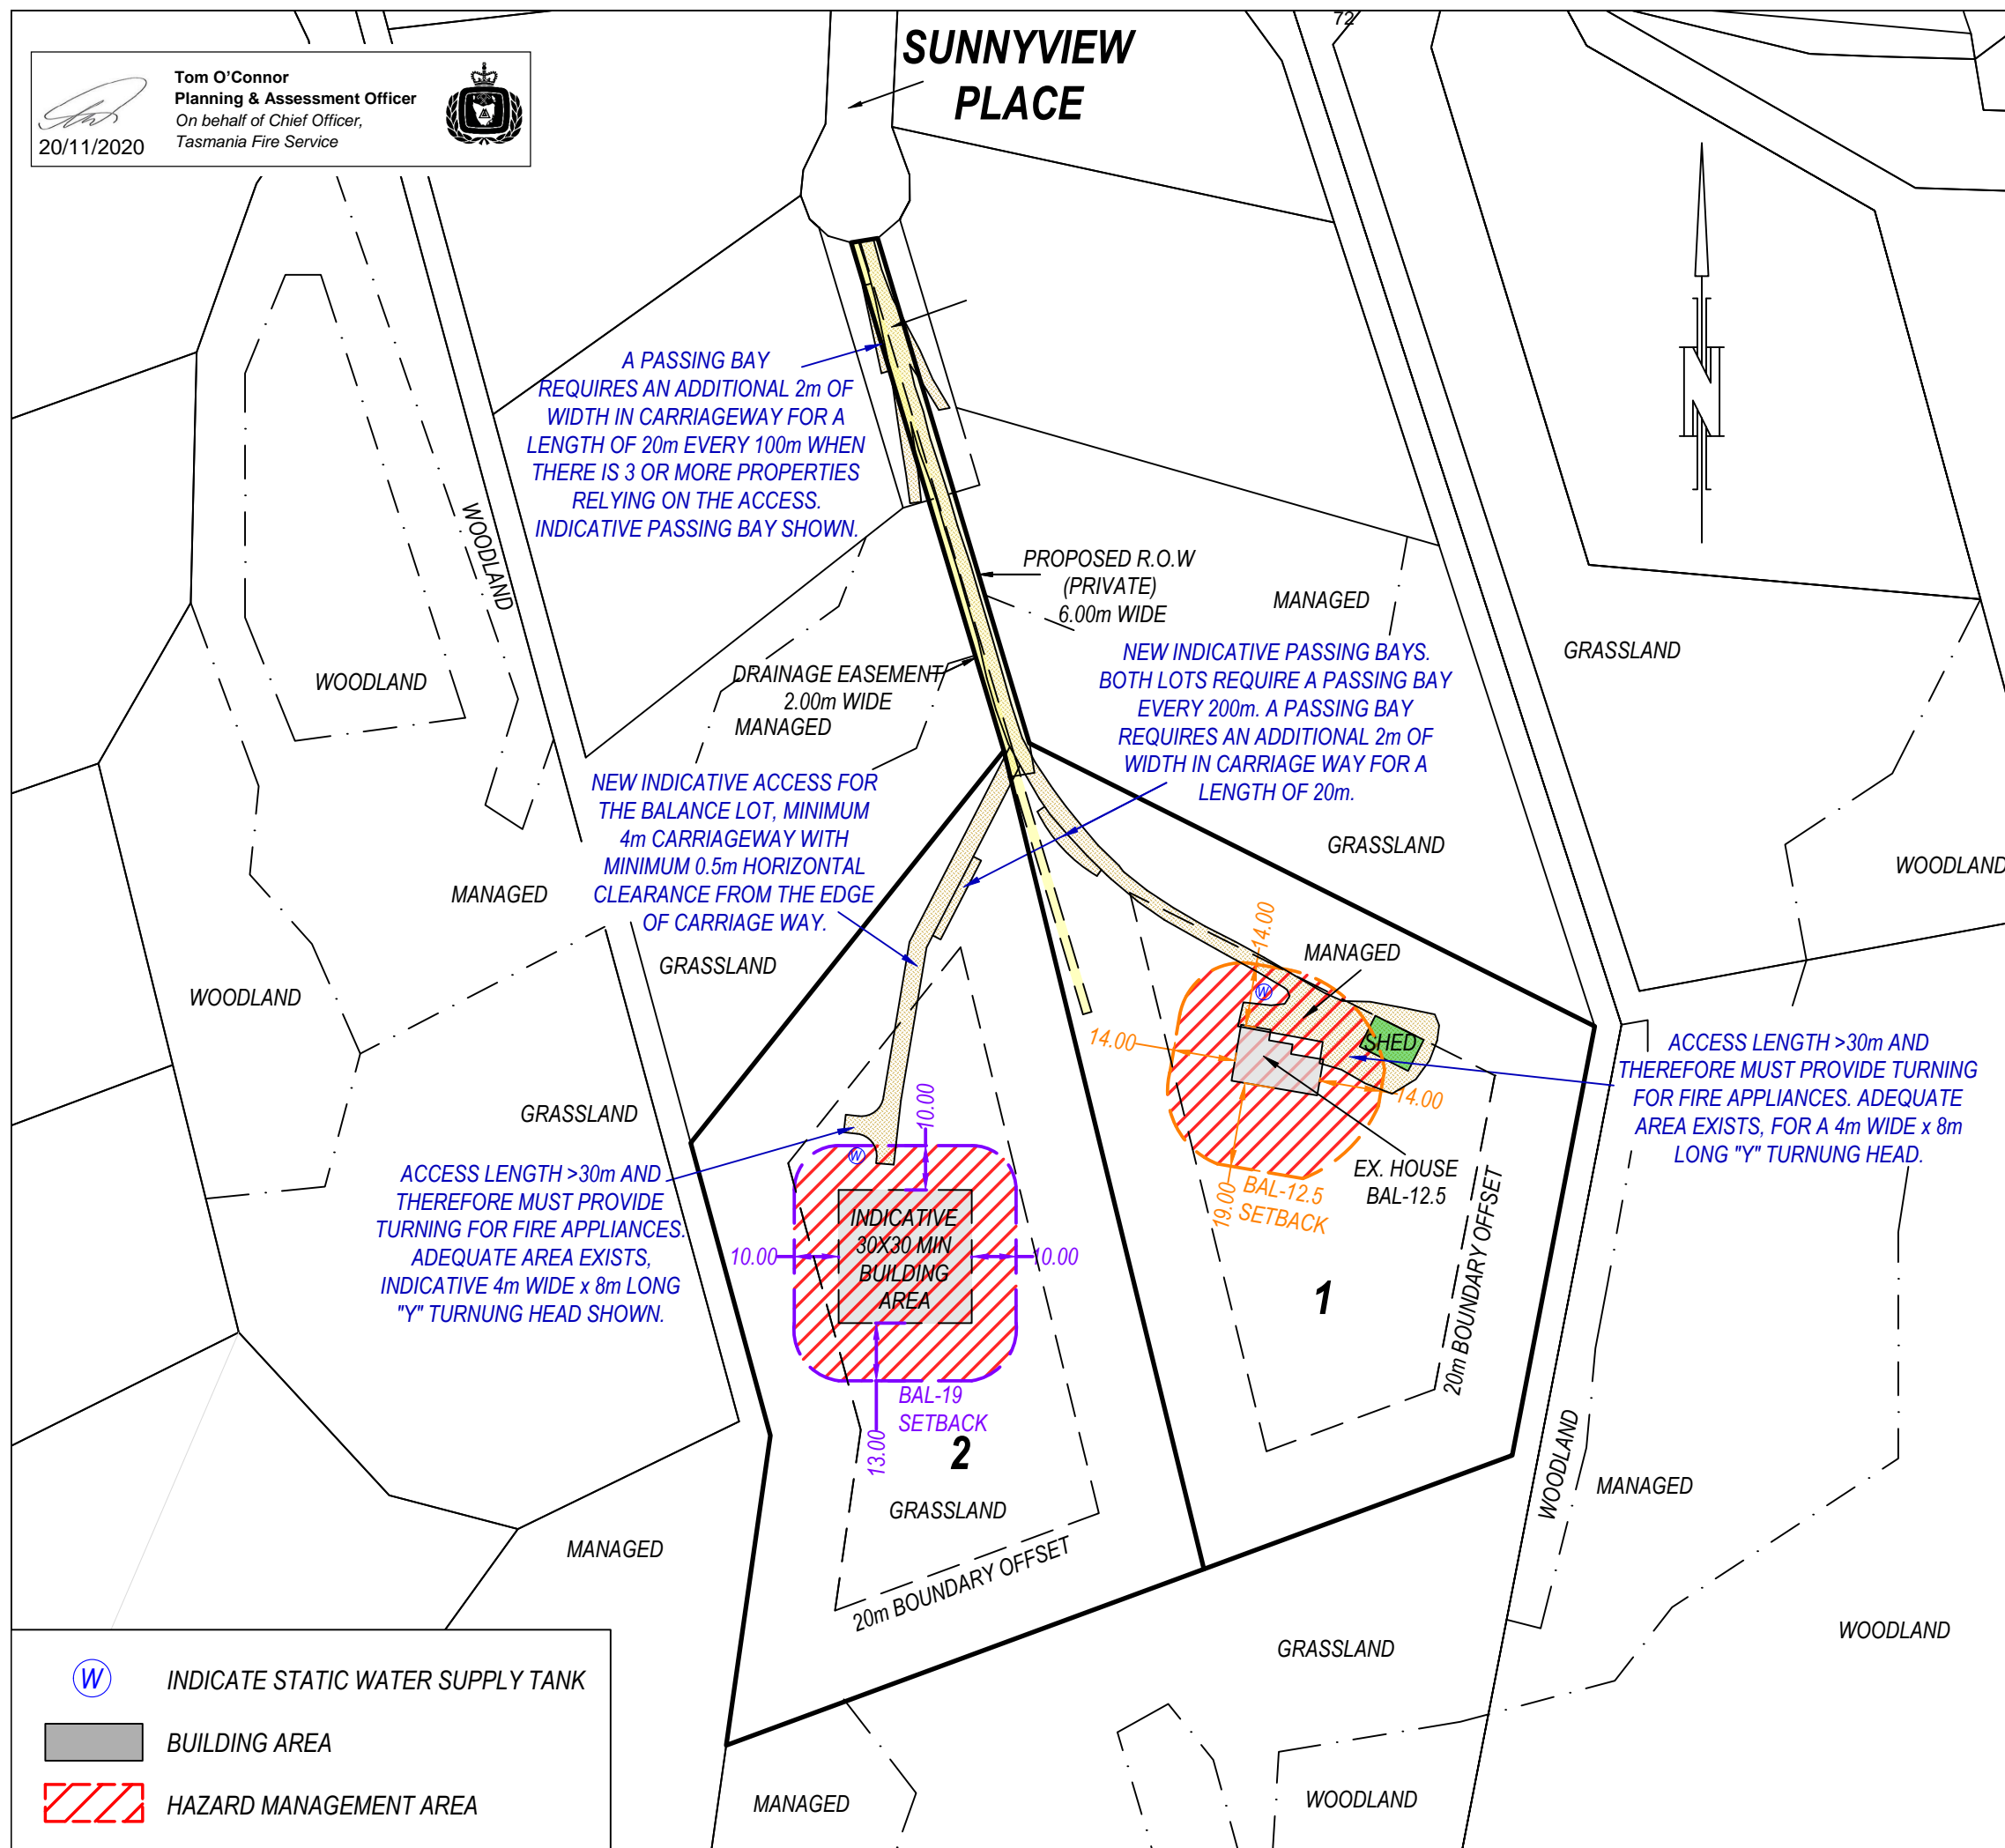 72
SUNNYVIEW
PLACE
Tom O'Connor
Planning & Assessment Officer
On behalf of Chief Officer,
Tasmania Fire Service
20/11/2020
N
A PASSING BAY
REQUIRES AN ADDITIONAL 2m OF
WIDTH IN CARRIAGEWAY FOR A
LENGTH OF 20m EVERY 100m WHEN
THERE IS 3 OR MORE PROPERTIES
RELYING ON THE ACCESS.
INDICATIVE PASSING BAY SHOWN.
WOODLAND
PROPOSED R.O.W
(PRIVATE)
6.00m WIDE
MANAGED
GRASSLAND
WOODLAND
DRAINAGE EASEMENT
2.00m WIDE
MANAGED
NEW INDICATIVE PASSING BAYS.
BOTH LOTS REQUIRE A PASSING BAY
EVERY 200m. A PASSING BAY
REQUIRES AN ADDITIONAL 2m OF
WIDTH IN CARRIAGE WAY FOR A
LENGTH OF 20m.
NEW INDICATIVE ACCESS FOR
THE BALANCE LOT, MINIMUM
4m CARRIAGEWAY WITH
MINIMUM 0.5m HORIZONTAL
CLEARANCE FROM THE EDGE
OF CARRIAGE WAY.
GRASSLAND
WOODLAND
MANAGED
GRASSLAND
WOODLAND
14.00
MANAGED
W
14.00
SHED
14.00
19.00
BAL-12.5
SETBACK
EX. HOUSE
BAL-12.5
ACCESS LENGTH >30m AND
THEREFORE MUST PROVIDE TURNING
FOR FIRE APPLIANCES. ADEQUATE
AREA EXISTS, FOR A 4m WIDE x 8m
LONG "Y" TURNUNG HEAD.
GRASSLAND
ACCESS LENGTH >30m AND
THEREFORE MUST PROVIDE
TURNING FOR FIRE APPLIANCES.
ADEQUATE AREA EXISTS,
INDICATIVE 4m WIDE x 8m LONG
"Y" TURNUNG HEAD SHOWN.
W
10.00
INDICATIVE
30X30 MIN
BUILDING
AREA
10.00
10.00
13.00
BAL-19
SETBACK
2
1
20m BOUNDARY OFFSET
GRASSLAND
20m BOUNDARY OFFSET
WOODLAND
MANAGED
MANAGED
GRASSLAND
WOODLAND
MANAGED
WOODLAND
W
INDICATE STATIC WATER SUPPLY TANK
BUILDING AREA
HAZARD MANAGEMENT AREA